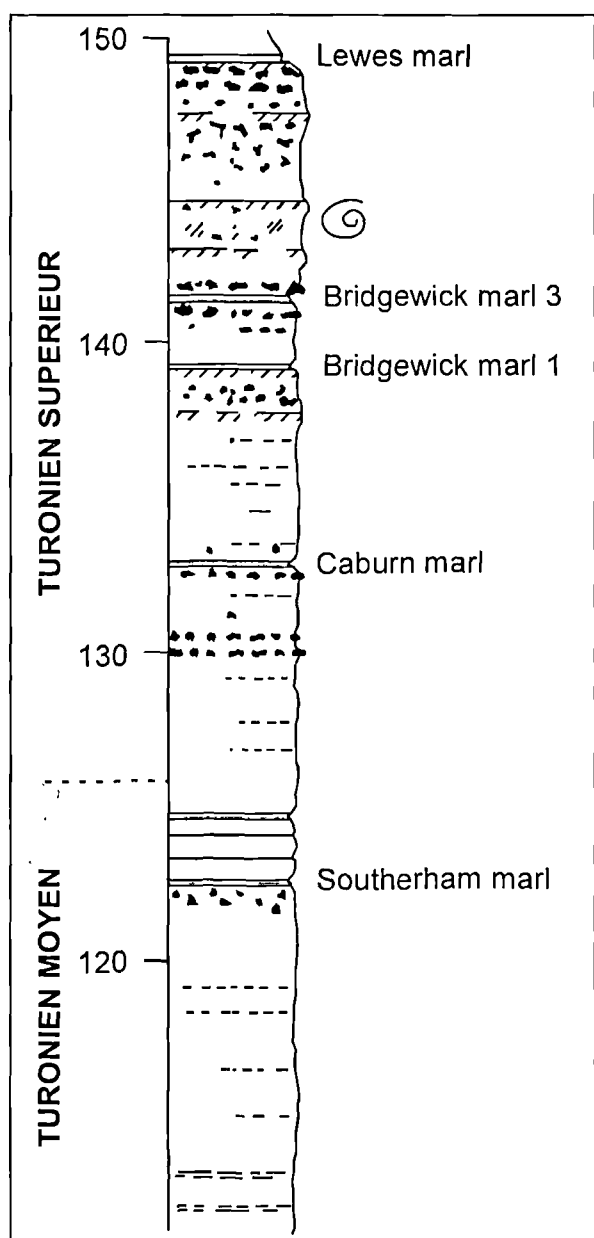 150
Lewes marl
Bridgewick marl 3
140
Bridgewick marl 1
TURONIEN SUPERIEUR
Caburn marl
130
Southerham marl
120
TURONIEN MOYEN